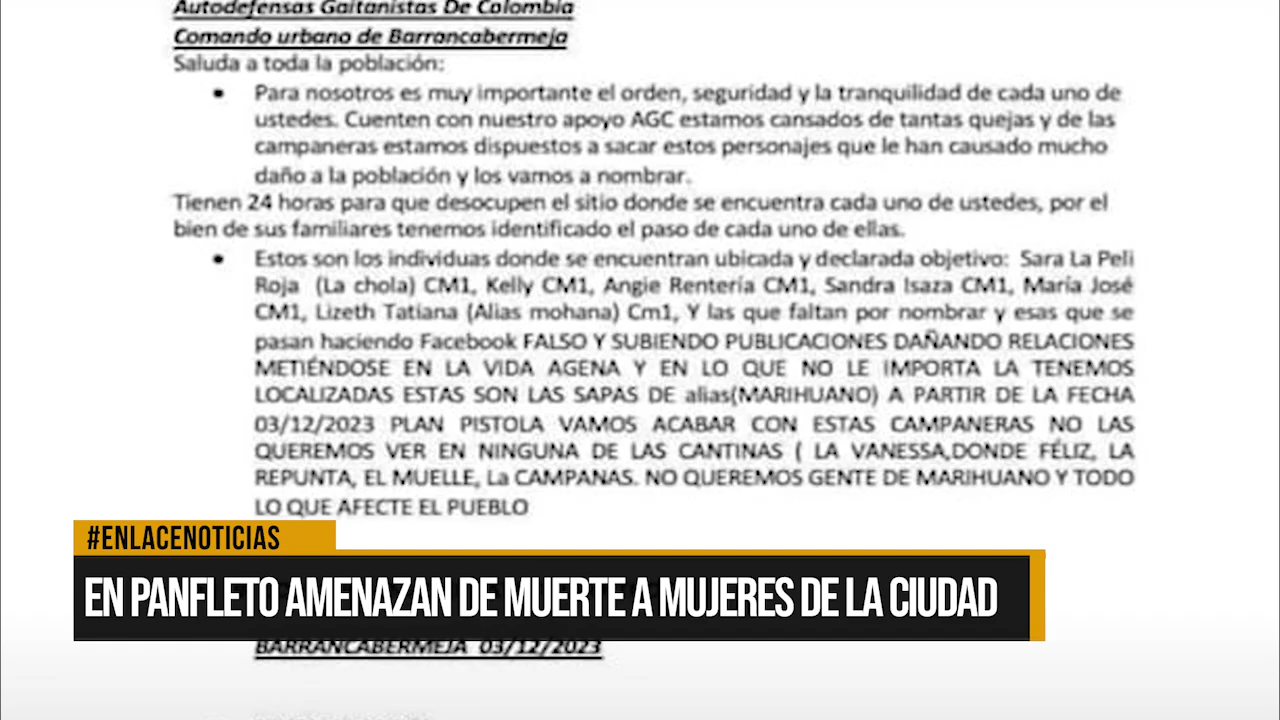 Autodefensas Gaitanistas De Colombia
Comando urbano de Barrancabermeja
Saluda a toda la población:
• Para nosotros es muy importante el orden, seguridad y la tranquilidad de cada uno de
ustedes. Cuenten con nuestro apoyo AGC estamos cansados de tantas quejas y de las
campaneras estamos dispuestos a sacar estos personajes que le han causado mucho
daño a la población y los vamos a nombrar.
Tienen 24 horas para que desocupen el sitio donde se encuentra cada uno de ustedes, por el
bien de sus familiares tenemos identificado el paso de cada uno de ellas.
• Estos son los individuas donde se encuentran ubicada y declarada objetivo: Sara La Peli
Roja (La chola) CM1, Kelly CM1, Angie Rentería CM1, Sandra Isaza CM1, María José
CM1, Lizeth Tatiana (Alias mohana) Cm1, Y las que faltan por nombrar y esas que se
pasan haciendo Facebook FALSO Y SUBIENDO PUBLICACIONES DAÑANDO RELACIONES
METIÉNDOSE EN LA VIDA AGENA Y EN LO QUE NO LE IMPORTA LA TENEMOS
LOCALIZADAS ESTAS SON LAS SAPAS DE alias(MARIHUANO) A PARTIR DE LA FECHA
03/12/2023 PLAN PISTOLA VAMOS ACABAR CON ESTAS CAMPANERAS NO LAS
QUEREMOS VER EN NINGUNA DE LAS CANTINAS ( LA VANESSA,DONDE FÉLIZ, LA
REPUNTA, EL MUELLE, La CAMPANAS. NO QUEREMOS GENTE DE MARIHUANO Y TODO
LO QUE AFECTE EL PUEBLO
#ENLACENOTICIAS
EN PANFLETO AMENAZAN DE MUERTE A MUJERES DE LA CIUDAD
BARRANCABERMEJA 03/12/2023